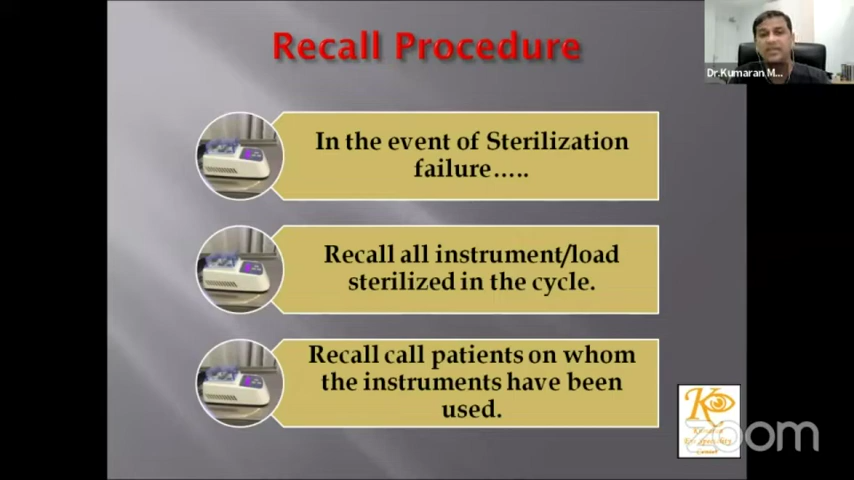 Recall Procedure
Dr.Kumaran M...
In the event of Sterilization
failure.....
Recall all instrument/load
sterilized in the cycle.
Recall call patients on whom
the instruments have been
used.
zoom